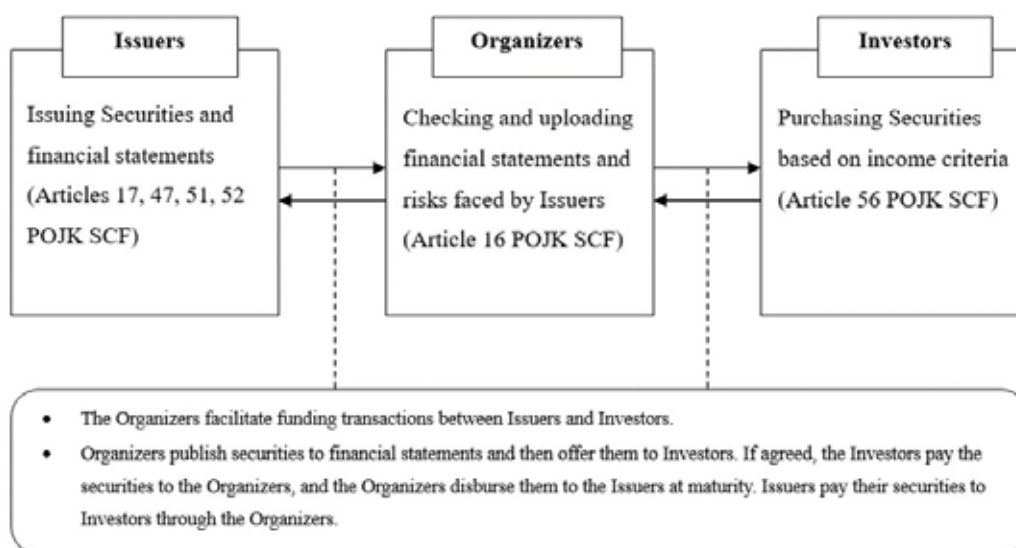 Issuers
Issuing Securities and
financial statements
(Articles 17, 47, 51, 52
POJK SCF)
Organizers
Checking and uploading
financial statements and
risks faced by Issuers
(Article 16 POJK SCF)
Investors
Purchasing Securities
based on income criteria
(Article 56 POJK SCF)
• The Organizers facilitate funding transactions between Issuers and Investors.
• Organizers publish securities to financial statements and then offer them to Investors. If agreed, the Investors pay the
securities to the Organizers, and the Organizers disburse them to the Issuers at maturity. Issuers pay their securities to
Investors through the Organizers.